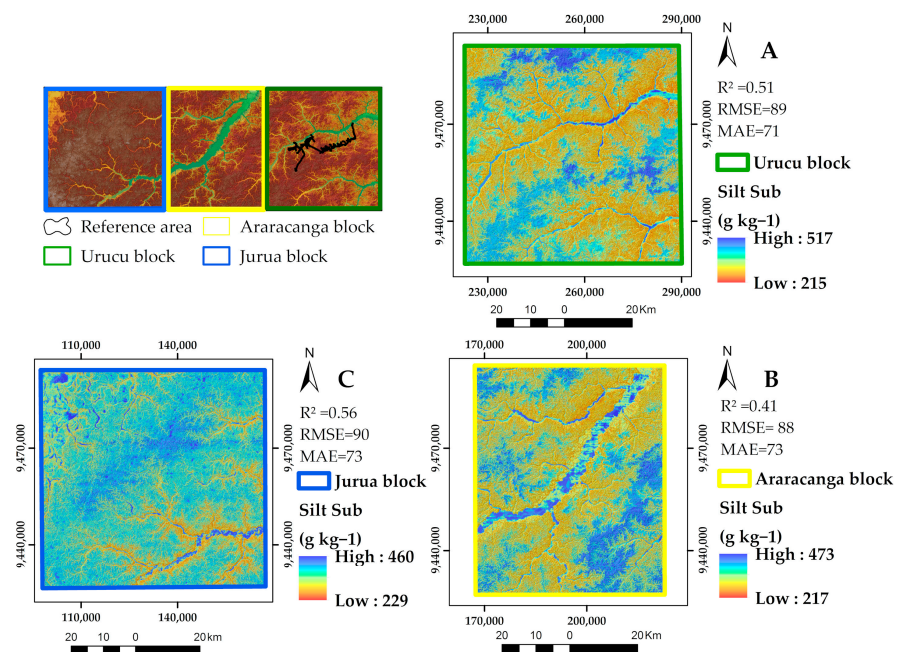 Reference area
Araracanga block
Urucu block
Jurua block
230,000
260,000
290,000
9,470,000
9,440,000
230,000
260,000
290,000
20
10
0
20Km
N
A
R² =0.51
RMSE=89
MAE=71
Urucu block
Silt Sub
(g kg–1)
High : 517
Low : 215
110,000
140,000
9,470,000
9,440,000
9,470,000
9,440,000
110,000
140,000
20
10
0
20km
N
C
R² =0.56
RMSE=90
MAE=73
Jurua block
Silt Sub
(g kg–1)
High : 460
Low : 229
170,000
200,000
9,470,000
9,440,000
9,470,000
9,440,000
170,000
200,000
20
10
0
20Km
N
B
R² =0.41
RMSE= 88
MAE=73
Araracanga block
Silt Sub
(g kg–1)
High : 473
Low : 217